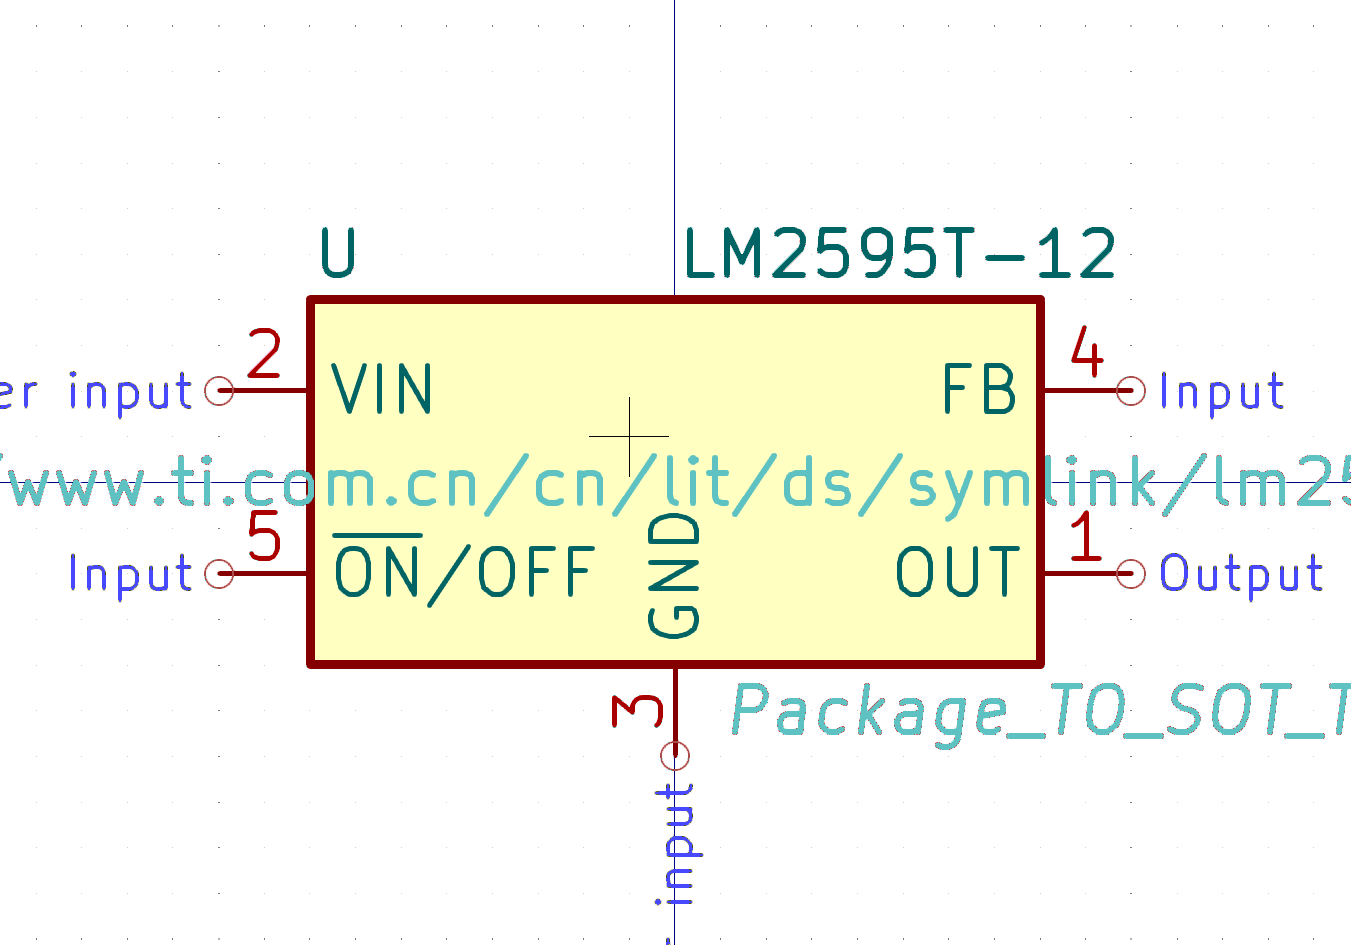 U
LM2595T-12
2
4
er input
VIN
FB
Input
/www.ti.com.cn/cn/lit/ds/symlink/lm25
5
1
Input
ON/OFF
GND
OUT
Output
3
Package_TO_SOT_T
input